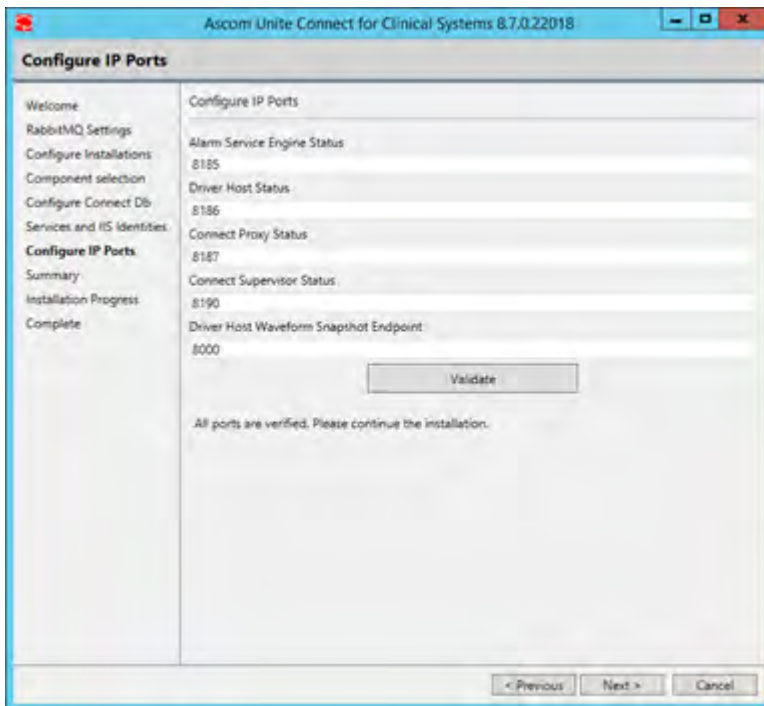 Ascom Unite Connect for Clinical Systems 8.7.0.22018
Configure IP Ports
Welcome
RabbitMQ Settings
Configure Installations
Component selection
Configure Connect Db
Services and IIS Identities
Configure IP Ports
Summary
Installation Progress
Complete
Configure IP Ports
Alarm Service Engine Status
8185
Driver Host Status
8186
Connect Proxy Status
8187
Connect Supervisor Status
8190
Driver Host Waveform Snapshot Endpoint
8000
Validate
All ports are verified. Please continue the installation.
< Previous
Next >
Cancel